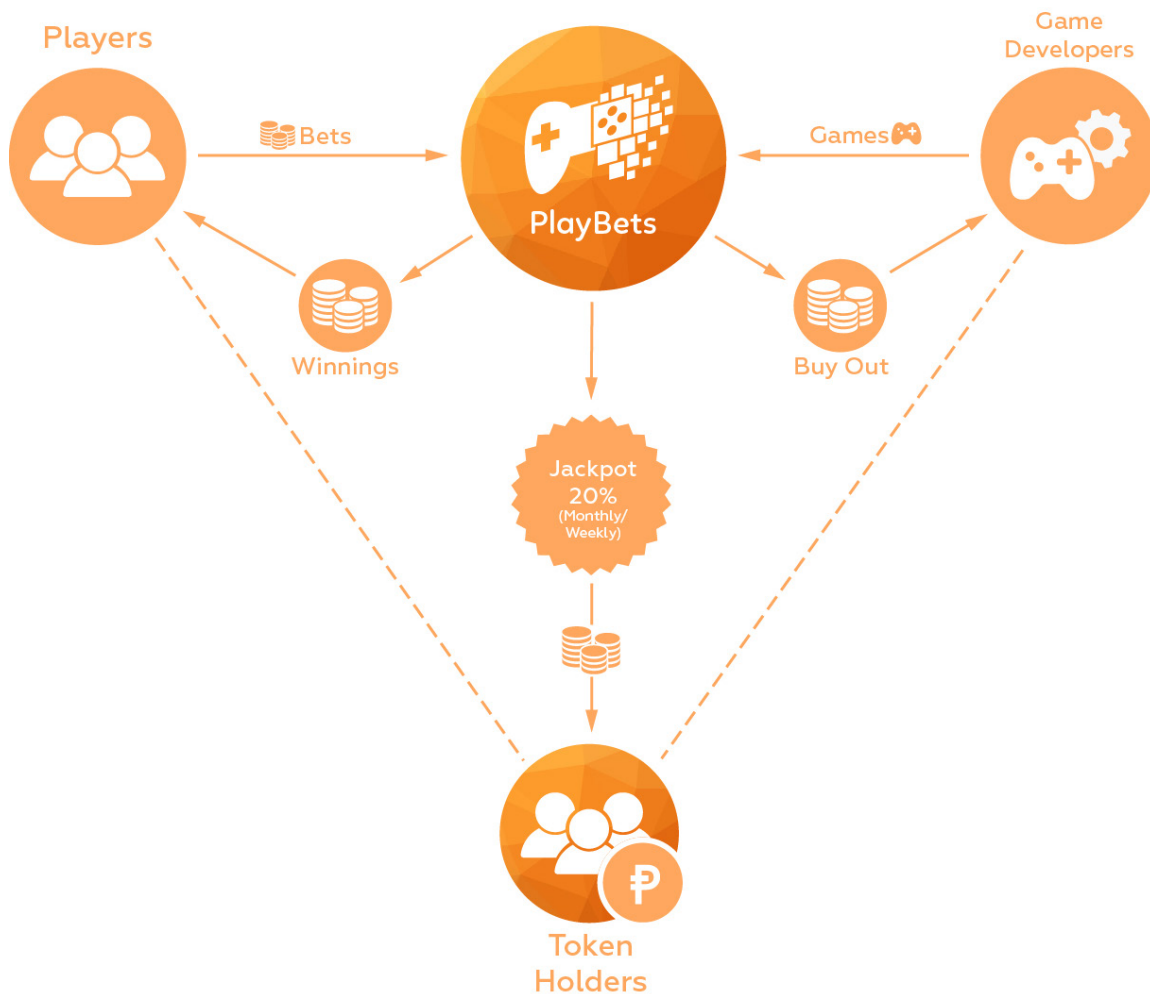 Players
Game
Developers
Bets
Games
PlayBets
Winnings
Buy Out
Jackpot
20%
(Monthly/
Weekly)
Token
Holders